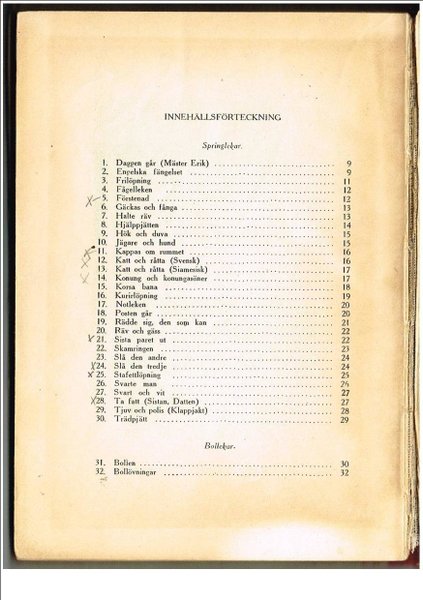 INNEHÅLLSFÖRTECKNING
Springlekar.
1. Daggen går (Mäster Erik) 9
2. Engelska fängelset 9
3. Frilöpning 11
4. Fågelleken 12
5. Förstenad 12
6. Gäckas och fånga 13
7. Halte räv 13
8. Hjälppjätten 14
9. Hök och duva 15
10. Jägare och hund 15
11. Kappas om rummet 16
12. Katt och råtta (Svensk) 16
13. Katt och råtta (Siamesisk) 17
14. Konung och konungasöner 17
15. Korsa bana 18
16. Kurirlöpning 19
17. Notleken 20
18. Posten går 20
19. Rädde sig, den som kan 21
20. Räv och gäss 22
21. Sista paret ut 22
22. Skamringen 23
23. Slå den andre 24
24. Slå den tredje 24
25. Stafettlöpning 25
26. Svarte man 26
27. Svart och vit 27
28. Ta fatt (Sistan, Datten) 27
29. Tjuv och polis (Klappjakt) 28
30. Trädpjätt 29
Bollekar.
31. Bollen 30
32. Bollövningar 32